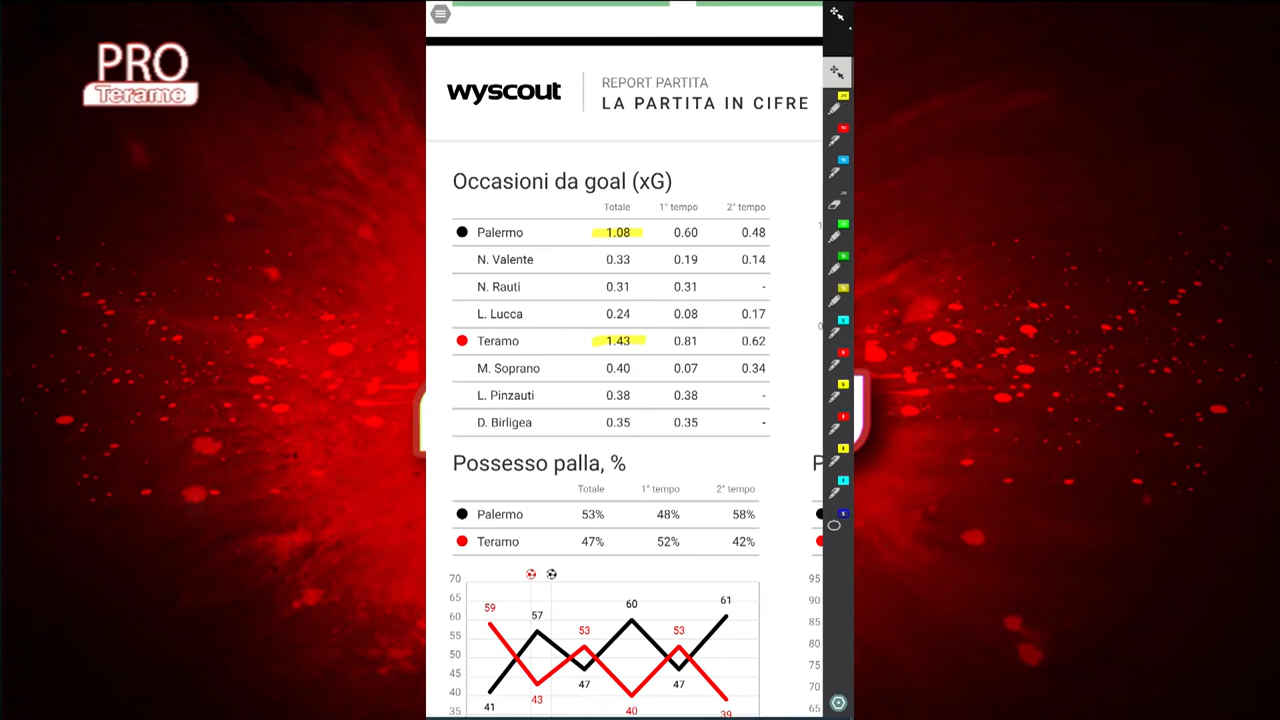 PRO
Teramo
wyscout
REPORT PARTITA
LA PARTITA IN CIFRE
Occasioni da goal (xG)
Totale 1° tempo 2° tempo
Palermo 1.08 0.60 0.48
N. Valente 0.33 0.19 0.14
N. Rauti 0.31 0.31 -
L. Lucca 0.24 0.08 0.17
Teramo 1.43 0.81 0.62
M. Soprano 0.40 0.07 0.34
L. Pinzauti 0.38 0.38 -
D. Birligea 0.35 0.35 -
Possesso palla, %
Totale 1° tempo 2° tempo
Palermo 53% 48% 58%
Teramo 47% 52% 42%
70
65
60
55
50
45
40
35
59 57 53 60 53 61
41 43 47 40 47 39
95
90
85
80
75
70
65